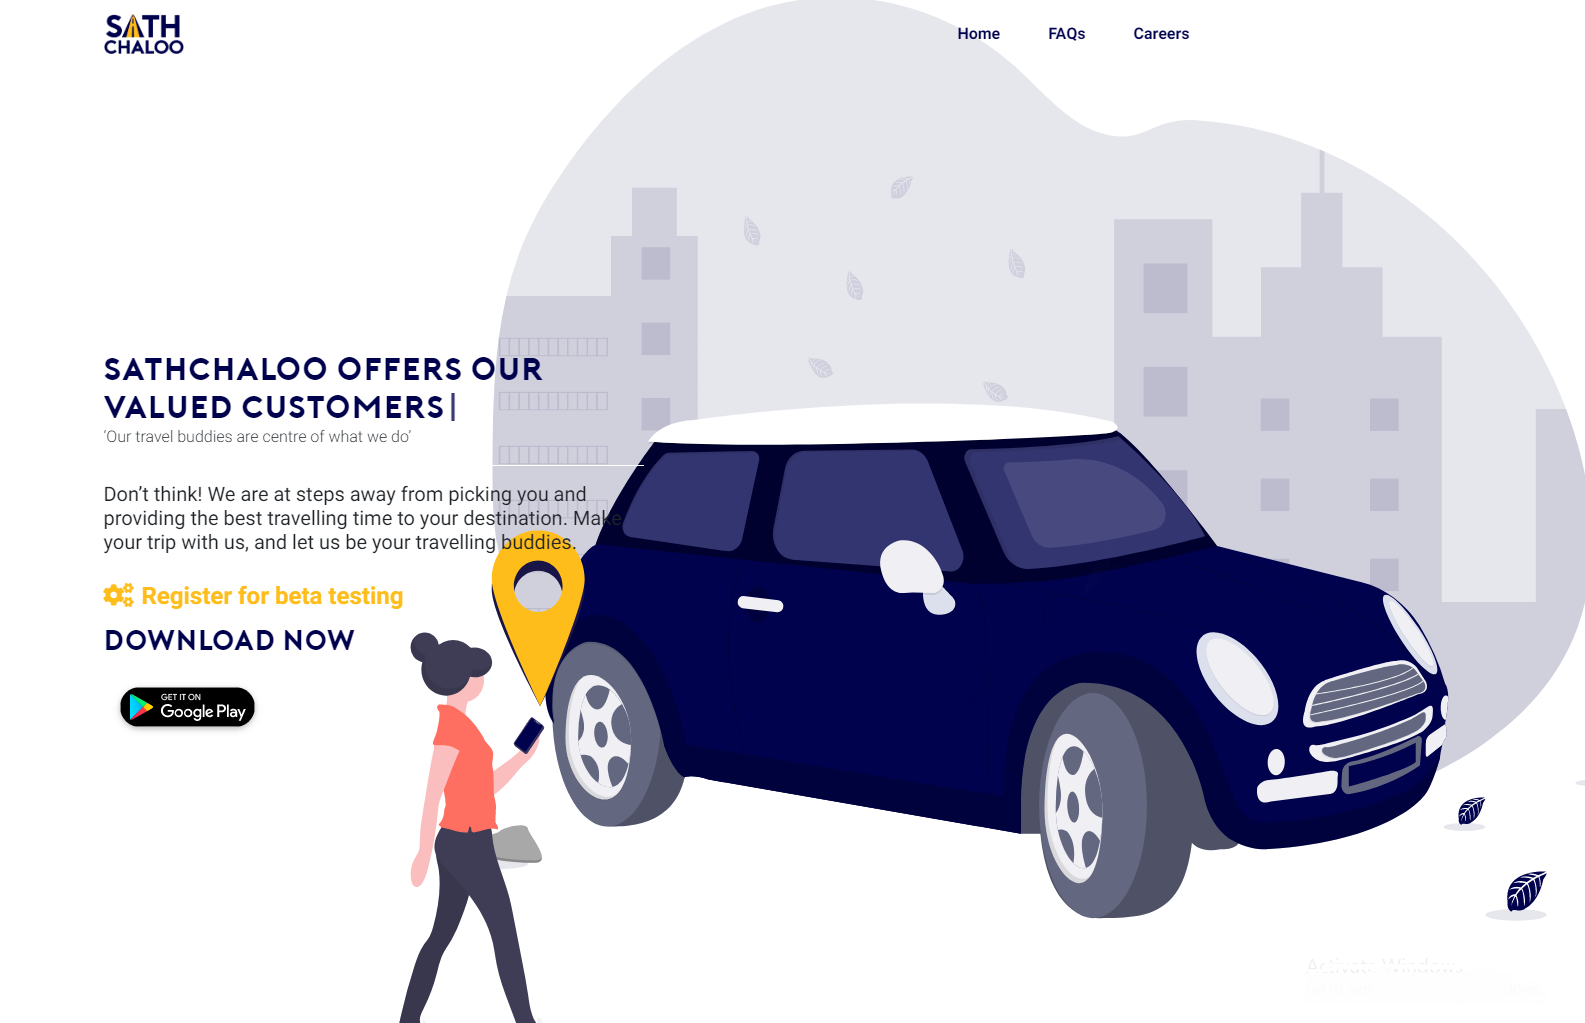 SATH
CHALOO
Home FAQs Careers
SATHCHALOO OFFERS OUR
VALUED CUSTOMERS|
‘Our travel buddies are centre of what we do’
Don’t think! We are at steps away from picking you and
providing the best travelling time to your destination. Make
your trip with us, and let us be your travelling buddies.
Register for beta testing
DOWNLOAD NOW
GET IT ON
Google Play
Activate Windows